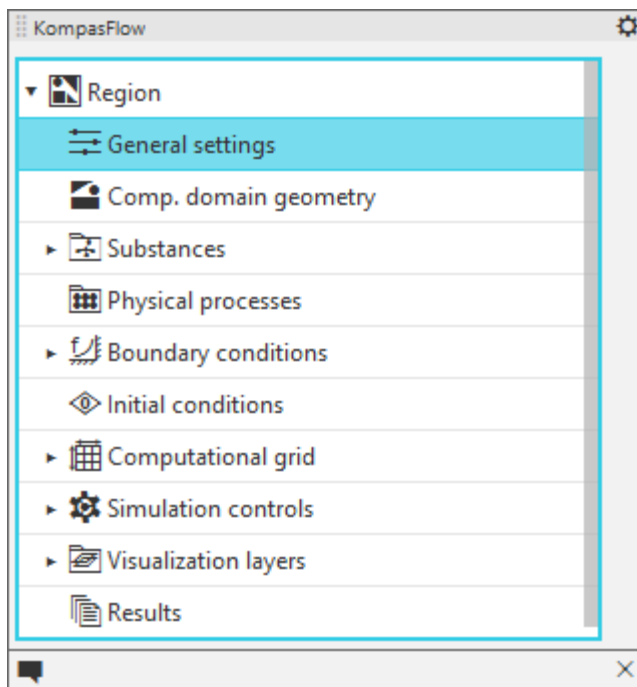 KompasFlow
Region
General settings
Comp. domain geometry
Substances
Physical processes
Boundary conditions
Initial conditions
Computational grid
Simulation controls
Visualization layers
Results